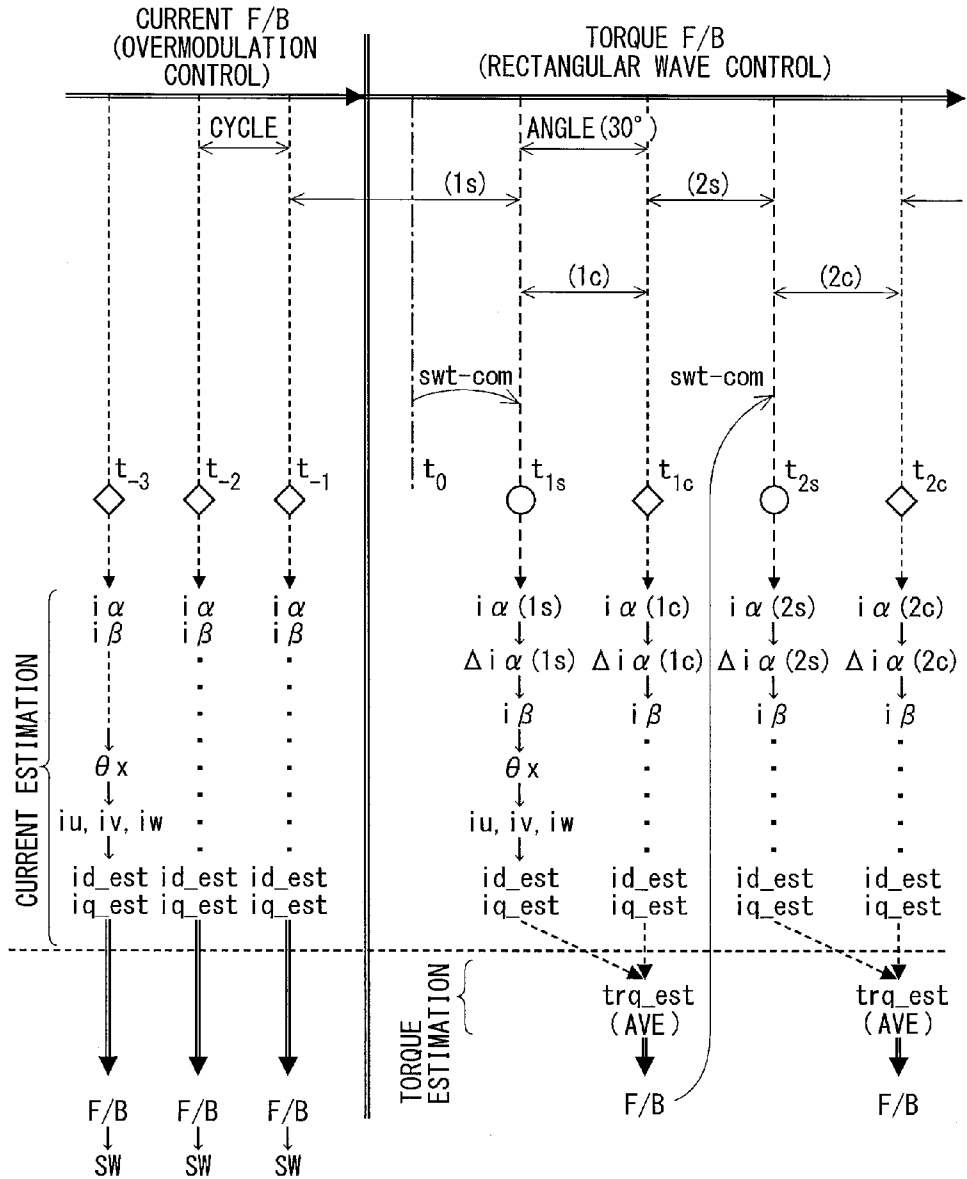 CURRENT F/B
(OVERMODULATION
CONTROL)
TORQUE F/B
(RECTANGULAR WAVE CONTROL)
CYCLE
ANGLE(30°)
(1s)
(2s)
(1c)
(2c)
swt-com
swt-com
t-3
t-2
t-1
t0
t1s
t1c
t2s
t2c
CURRENT ESTIMATION
iα iα iα iα(1s) iα(1c) iα(2s) iα(2c)
iβ iβ iβ
Δiα(1s) Δiα(1c) Δiα(2s) Δiα(2c)
iβ iβ iβ iβ
θx θx
iu, iv, iw iu, iv, iw
id_est id_est id_est id_est id_est id_est id_est
iq_est iq_est iq_est iq_est iq_est iq_est iq_est
TORQUE
ESTIMATION
trq_est trq_est
(AVE) (AVE)
F/B F/B F/B F/B F/B
SW SW SW